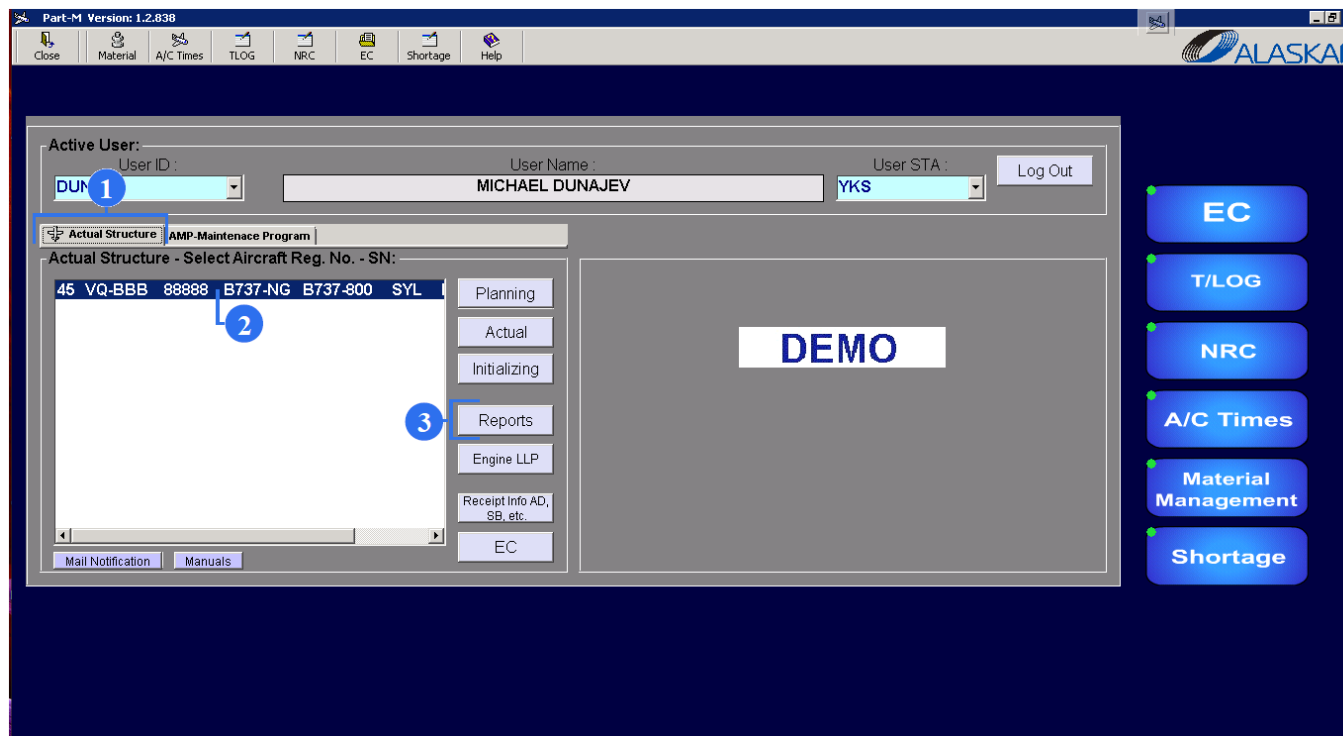 Part-M Version: 1.2.838
Close Material A/C Times TLOG NRC EC Shortage Help
ALASKA
Active User:
User ID : User Name : User STA :
DUN MICHAEL DUNAJEV YKS Log Out
1
Actual Structure AMP-Maintenace Program
Actual Structure - Select Aircraft Reg. No. - SN:
45 VQ-BBB 88888 B737-NG B737-800 SYL
2
Planning
Actual
Initializing
3
Reports
Engine LLP
Receipt Info AD,
SB, etc.
EC
Mail Notification Manuals
DEMO
EC
T/LOG
NRC
A/C Times
Material
Management
Shortage